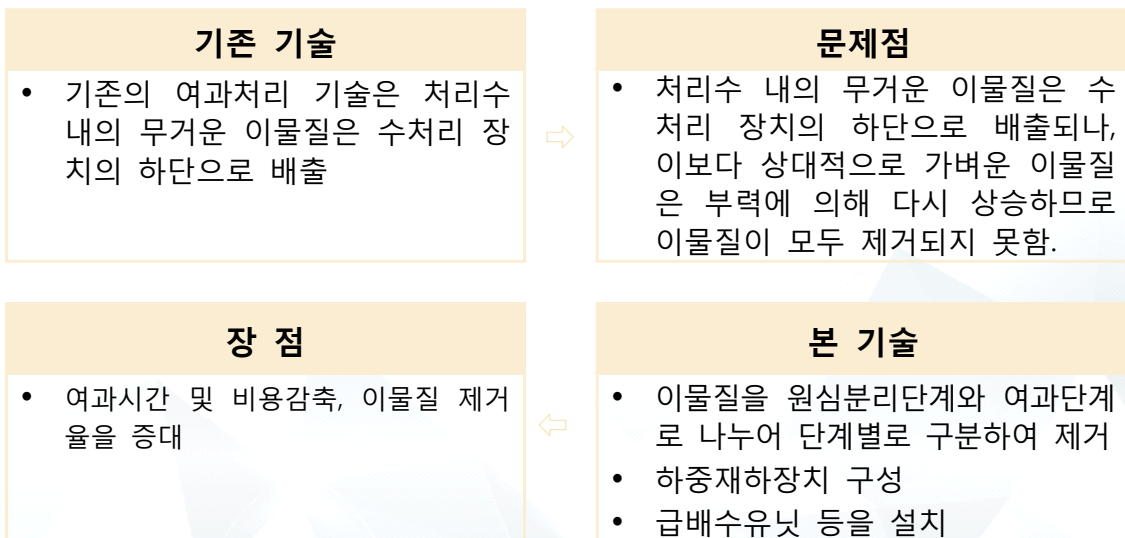 기존 기술
• 기존의 여과처리 기술은 처리수
내의 무거운 이물질은 수처리 장
치의 하단으로 배출
문제점
• 처리수 내의 무거운 이물질은 수
처리 장치의 하단으로 배출되나,
이보다 상대적으로 가벼운 이물질
은 부력에 의해 다시 상승하므로
이물질이 모두 제거되지 못함.
장 점
• 여과시간 및 비용감축, 이물질 제거
율을 증대
본 기술
• 이물질을 원심분리단계와 여과단계
로 나누어 단계별로 구분하여 제거
• 하중재하장치 구성
• 급배수유닛 등을 설치